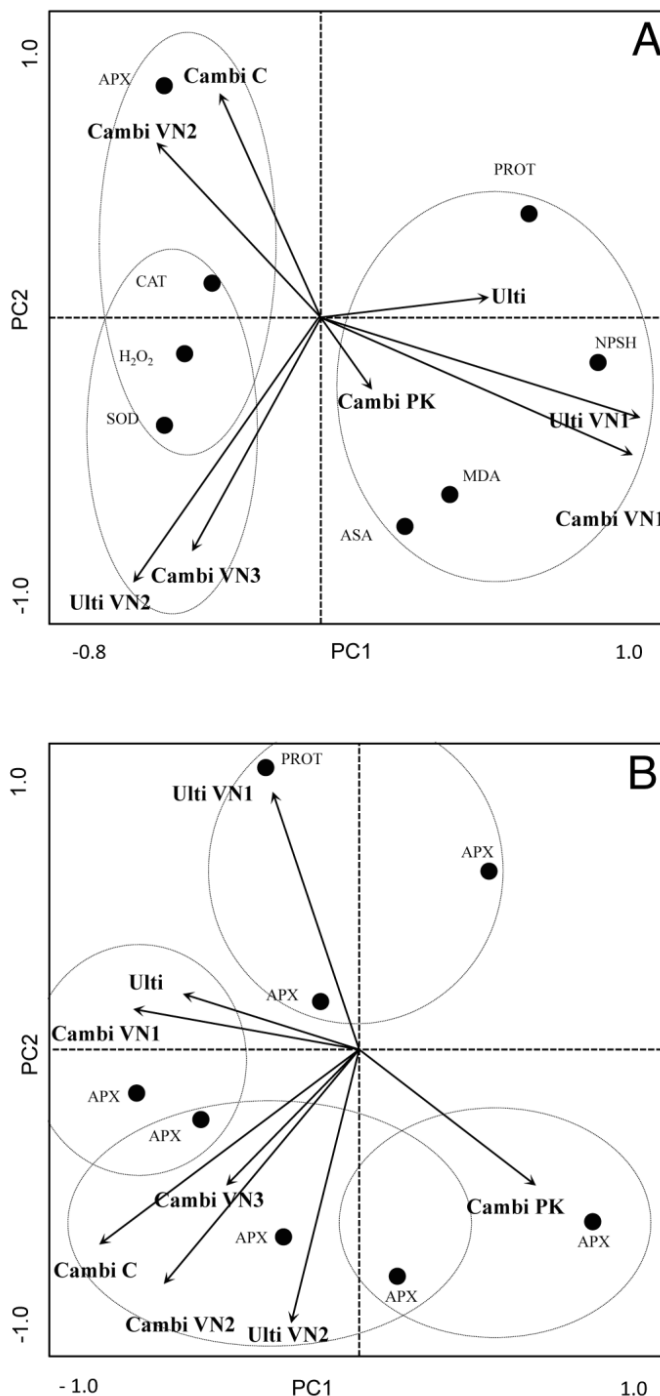 A
1.0
APX
Cambi C
Cambi VN2
PROT
CAT
Ulti
PC2
H₂O₂
NPSH
Cambi PK
Ulti VN1
SOD
MDA
ASA
Cambi VN1
Cambi VN3
Ulti VN2
-1.0
-0.8
PC1
1.0
B
1.0
PROT
Ulti VN1
APX
Ulti
APX
Cambi VN1
PC2
APX
APX
Cambi VN3
Cambi PK
APX
APX
Cambi C
APX
Cambi VN2
Ulti VN2
-1.0
- 1.0
PC1
1.0